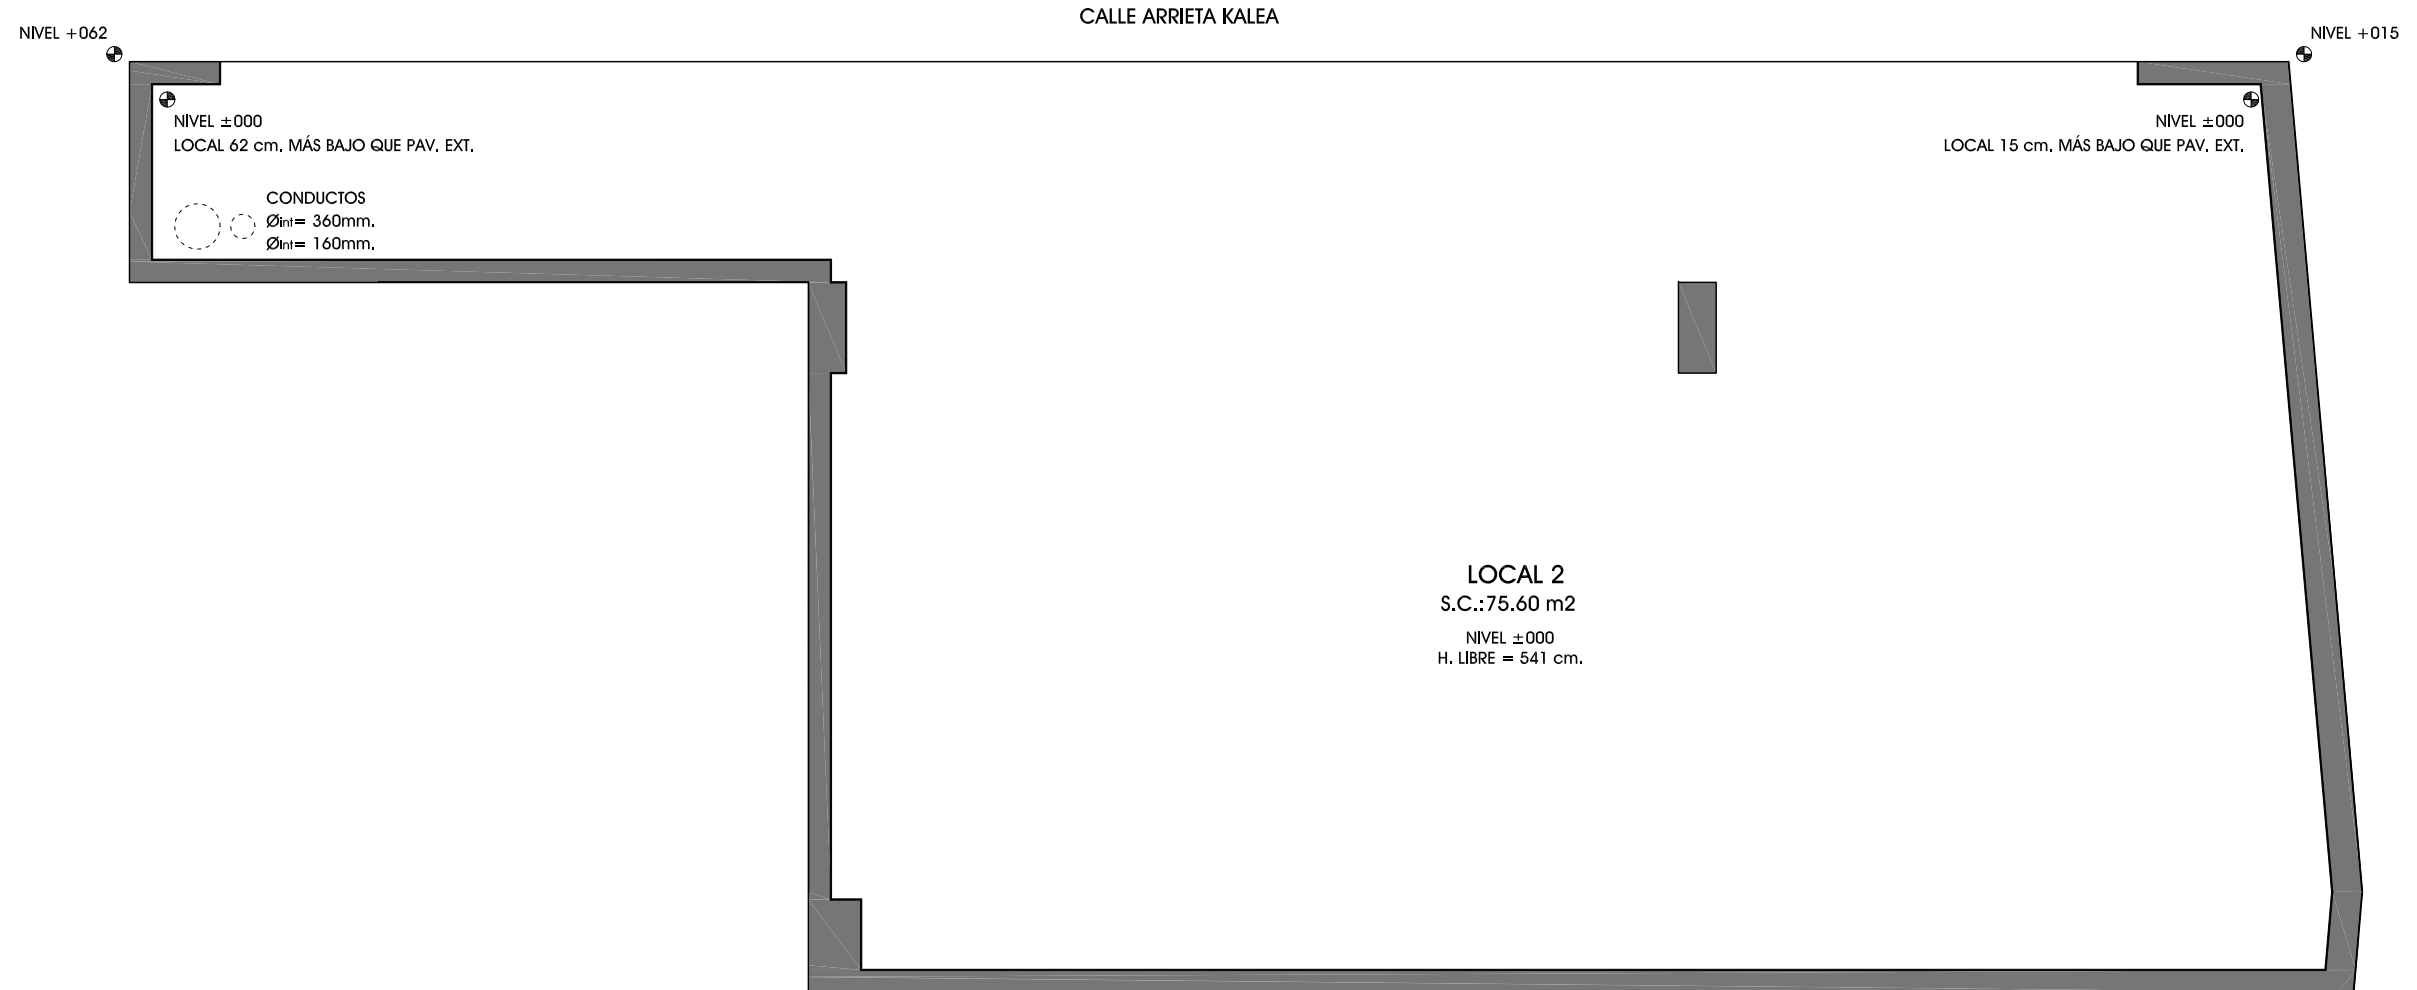 CALLE ARRIETA KALEA
NIVEL +062
NIVEL +015
NIVEL ±000
LOCAL 62 cm. MÁS BAJO QUE PAV. EXT.
NIVEL ±000
LOCAL 15 cm. MÁS BAJO QUE PAV. EXT.
CONDUCTOS
Øint= 360mm.
Øint= 160mm.
LOCAL 2
S.C.:75.60 m2
NIVEL ±000
H. LIBRE = 541 cm.